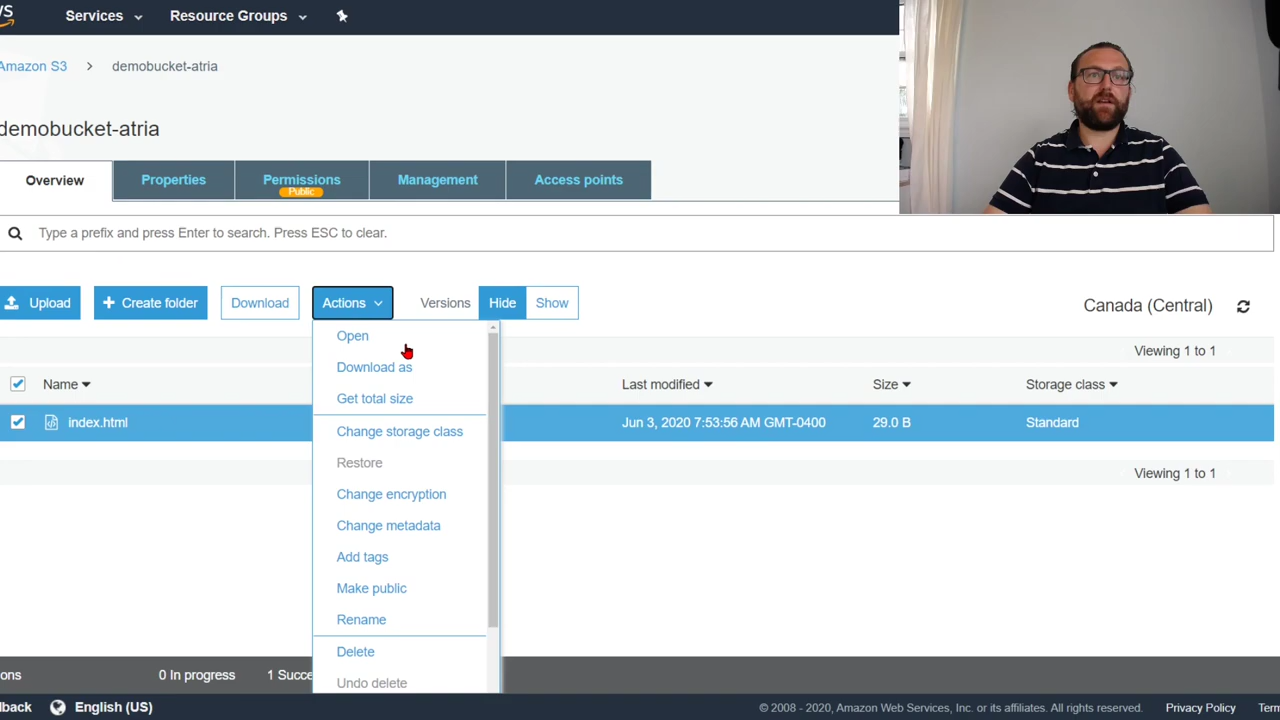 Services
Resource Groups
Amazon S3 > demobucket-atria
demobucket-atria
Overview
Properties
Permissions
Public
Management
Access points
Type a prefix and press Enter to search. Press ESC to clear.
Upload
+ Create folder
Download
Actions
Versions
Hide
Show
Canada (Central)
Viewing 1 to 1
Name
Last modified
Size
Storage class
index.html
Jun 3, 2020 7:53:56 AM GMT-0400
29.0 B
Standard
Viewing 1 to 1
Open
Download as
Get total size
Change storage class
Restore
Change encryption
Change metadata
Add tags
Make public
Rename
Delete
Undo delete
0 In progress
1 Succe
English (US)
© 2008 - 2020, Amazon Web Services, Inc. or its affiliates. All rights reserved.
Privacy Policy